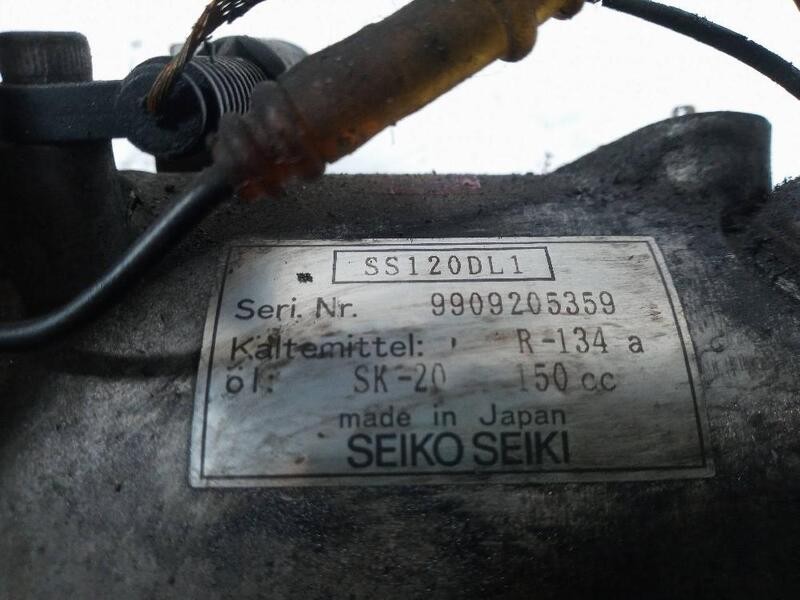 SS120DL1
Seri. Nr. 9909205359
Kältemittel: R-134 a
öl: SK-20 150 cc
made in Japan
SEIKO SEIKI